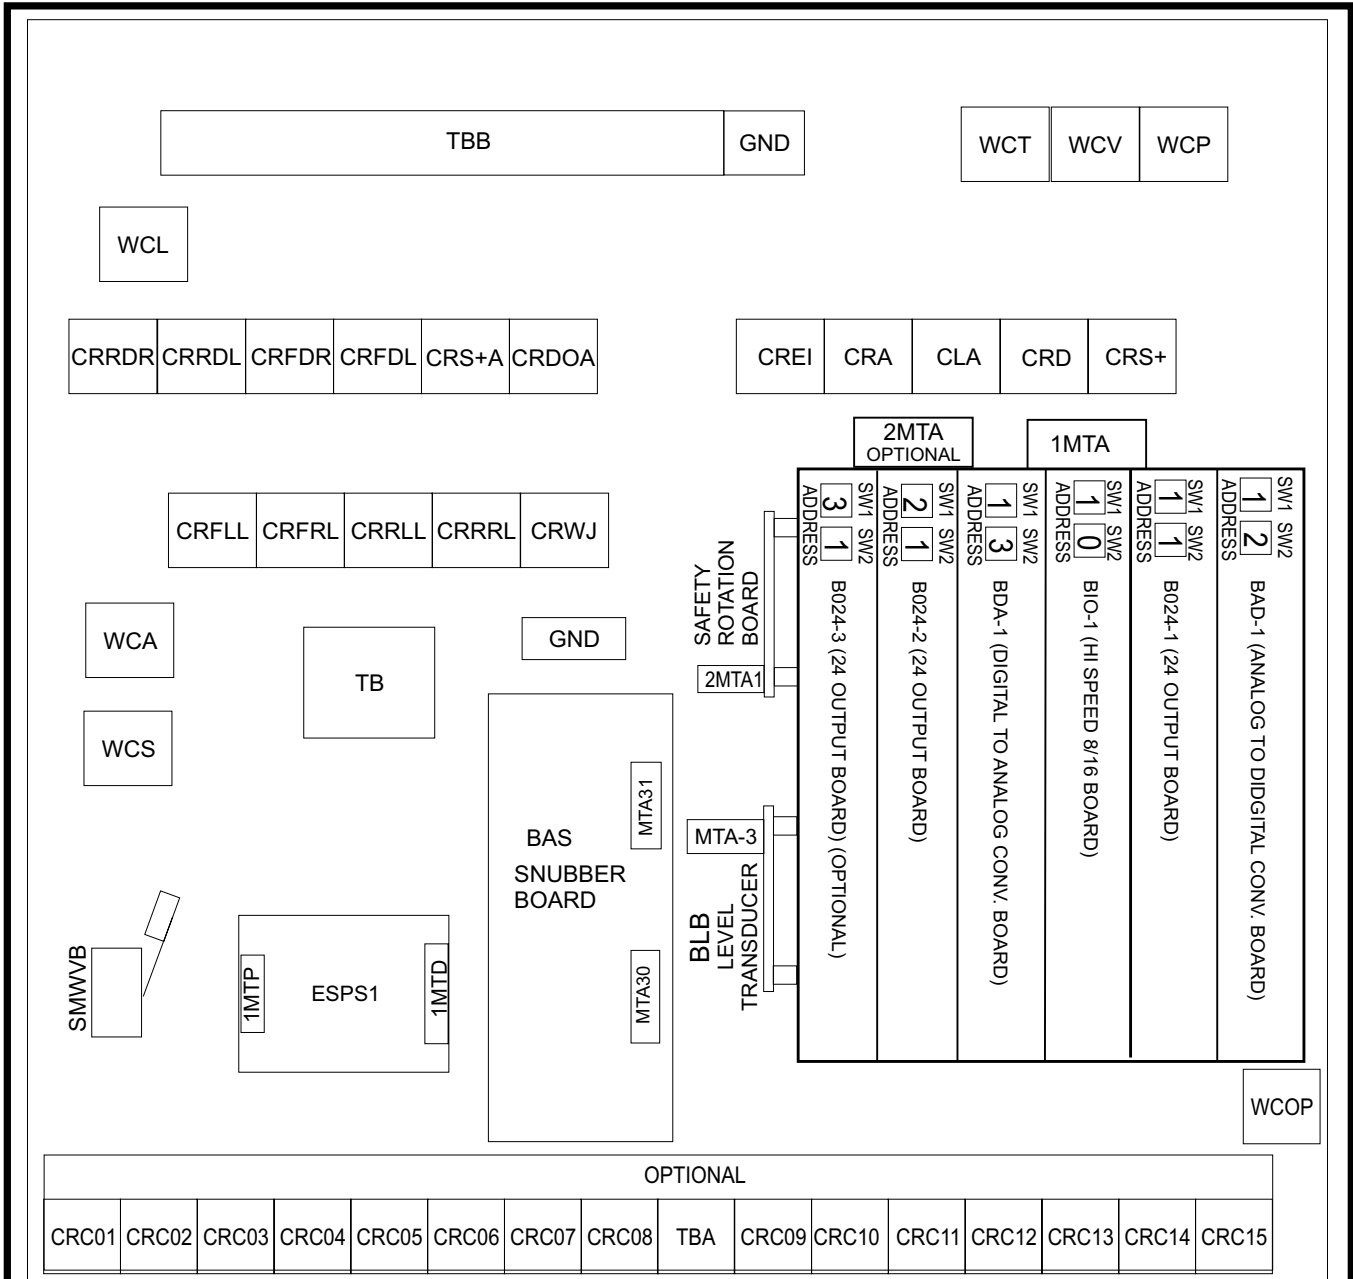 TBB
GND
WCT
WCV
WCP
WCL
CRRDR
CRRDL
CRFDR
CRFDL
CRS+A
CRDOA
CREI
CRA
CLA
CRD
CRS+
2MTA
OPTIONAL
1MTA
CRFLL
CRFRL
CRRLL
CRRRL
CRWJ
WCA
WCS
TB
GND
SAFETY
ROTATION
BOARD
2MTA1
SW1 SW2
3 1
ADDRESS
B024-3 (24 OUTPUT BOARD) (OPTIONAL)
SW1 SW2
2 1
ADDRESS
B024-2 (24 OUTPUT BOARD)
SW1 SW2
1 3
ADDRESS
BDA-1 (DIGITAL TO ANALOG CONV. BOARD)
SW1 SW2
1 0
ADDRESS
BIO-1 (HI SPEED 8/16 BOARD)
SW1 SW2
1 1
ADDRESS
B024-1 (24 OUTPUT BOARD)
SW1 SW2
1 2
ADDRESS
BAD-1 (ANALOG TO DIDGITAL CONV. BOARD)
BAS
SNUBBER
BOARD
MTA31
MTA30
MTA-3
BLB
LEVEL
TRANSDUCER
SMWVB
1MTP
ESPS1
1MTD
WCOP
OPTIONAL
CRC01
CRC02
CRC03
CRC04
CRC05
CRC06
CRC07
CRC08
TBA
CRC09
CRC10
CRC11
CRC12
CRC13
CRC14
CRC15